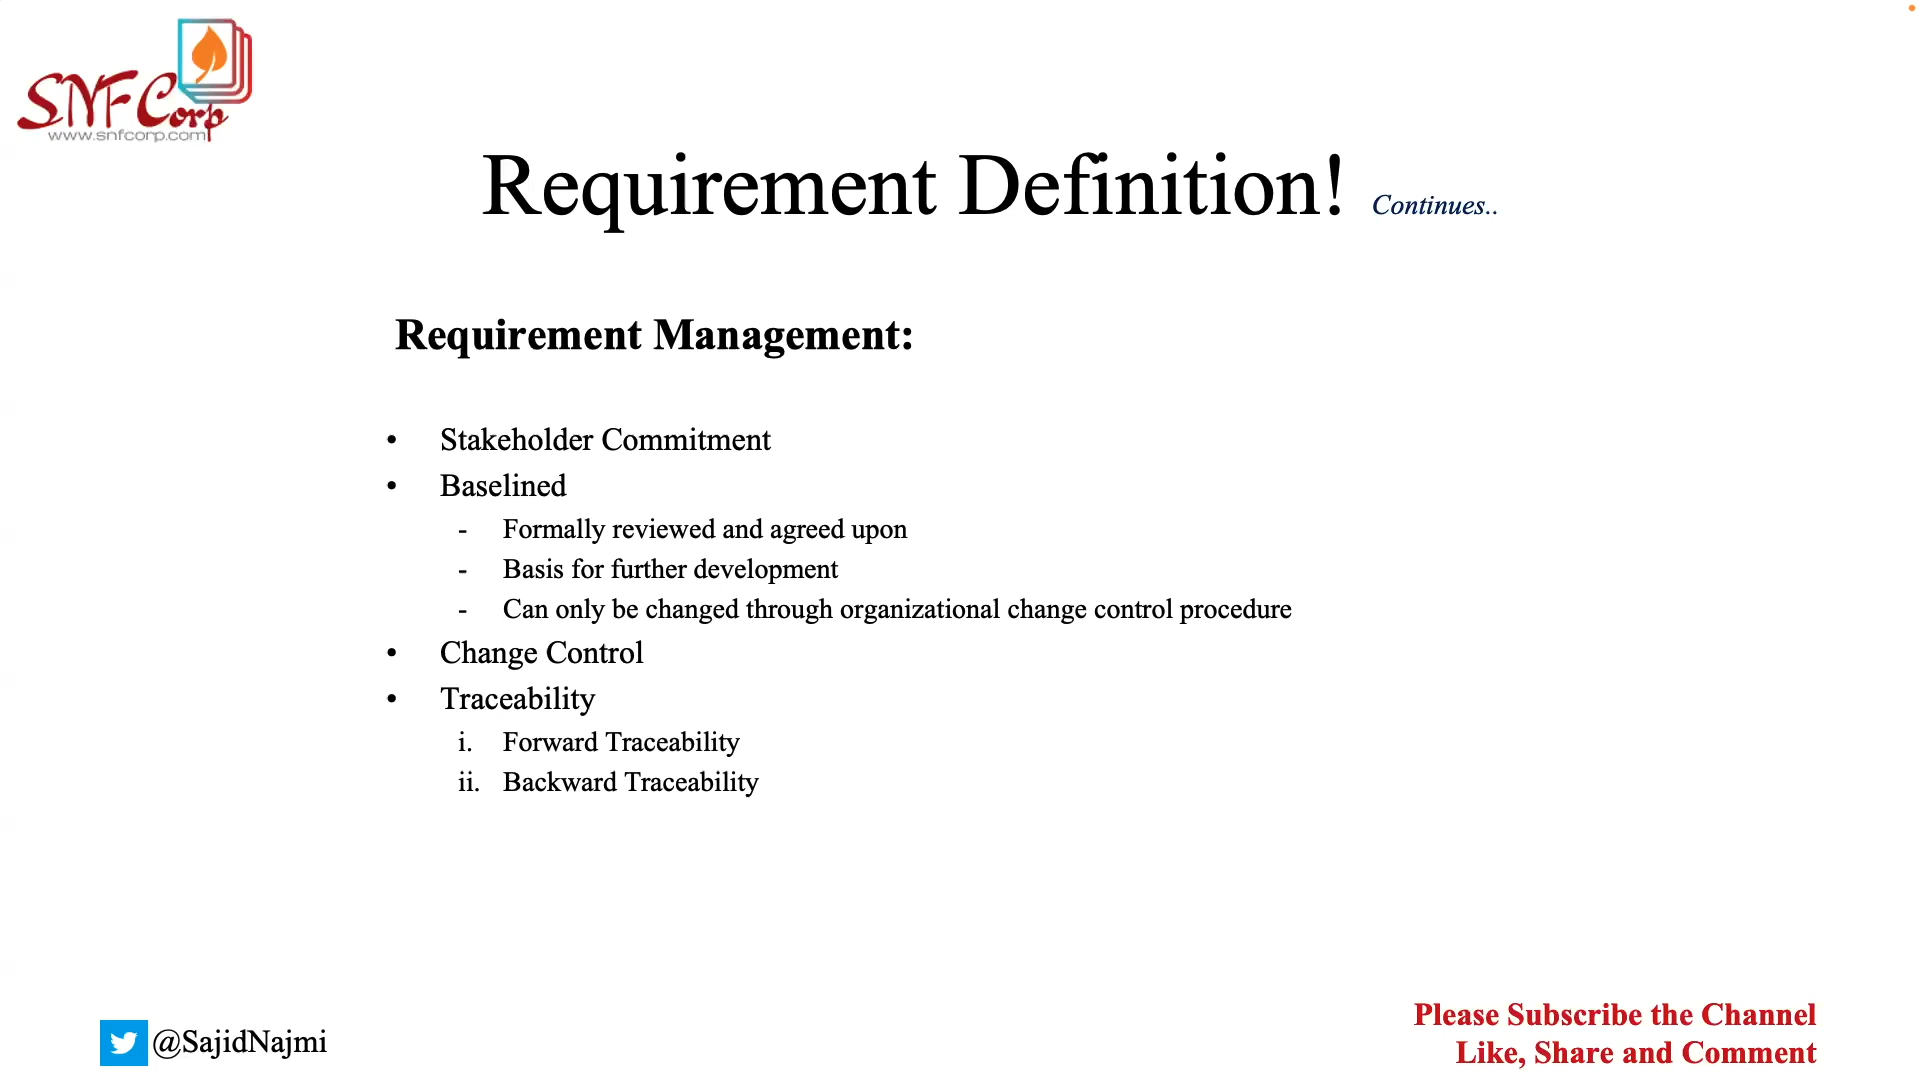 SNF Corp
www.snfcorp.com
Requirement Definition! Continues..
Requirement Management:
• Stakeholder Commitment
• Baselined
- Formally reviewed and agreed upon
- Basis for further development
- Can only be changed through organizational change control procedure
• Change Control
• Traceability
i. Forward Traceability
ii. Backward Traceability
@SajidNajmi
Please Subscribe the Channel
Like, Share and Comment